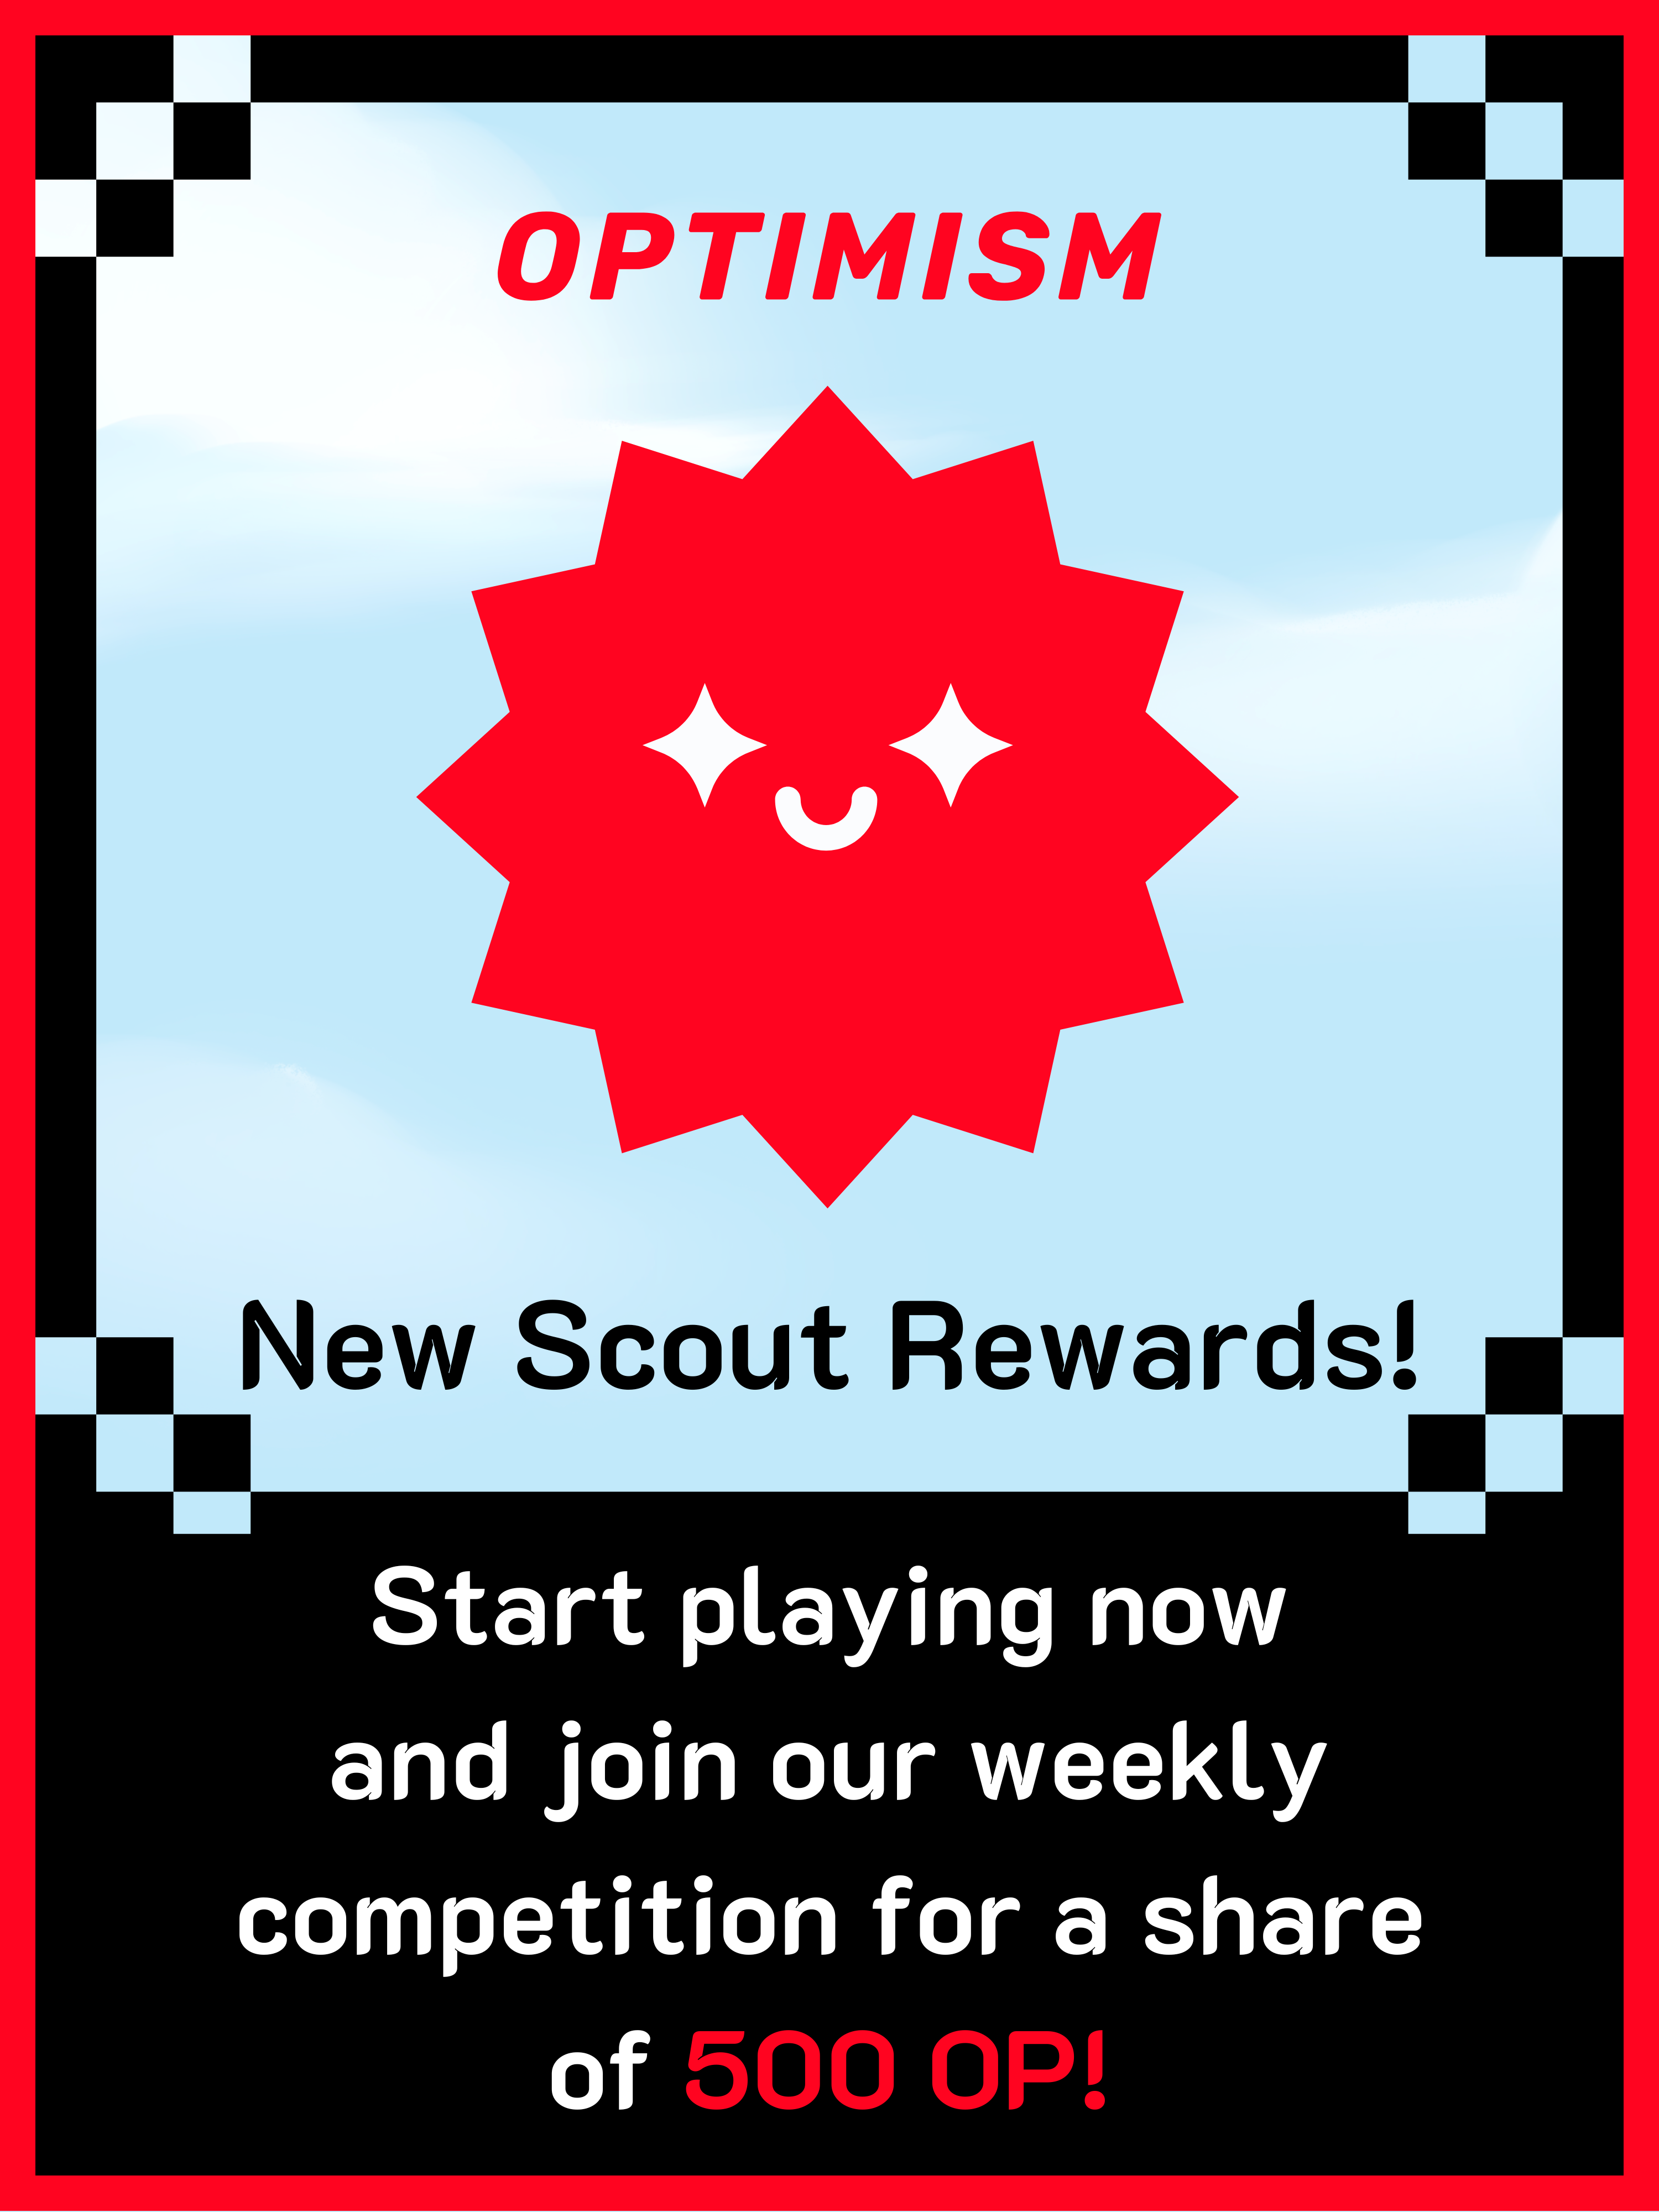 OPTIMISM
New Scout Rewards!
Start playing now
and join our weekly
competition for a share
of 500 OP!